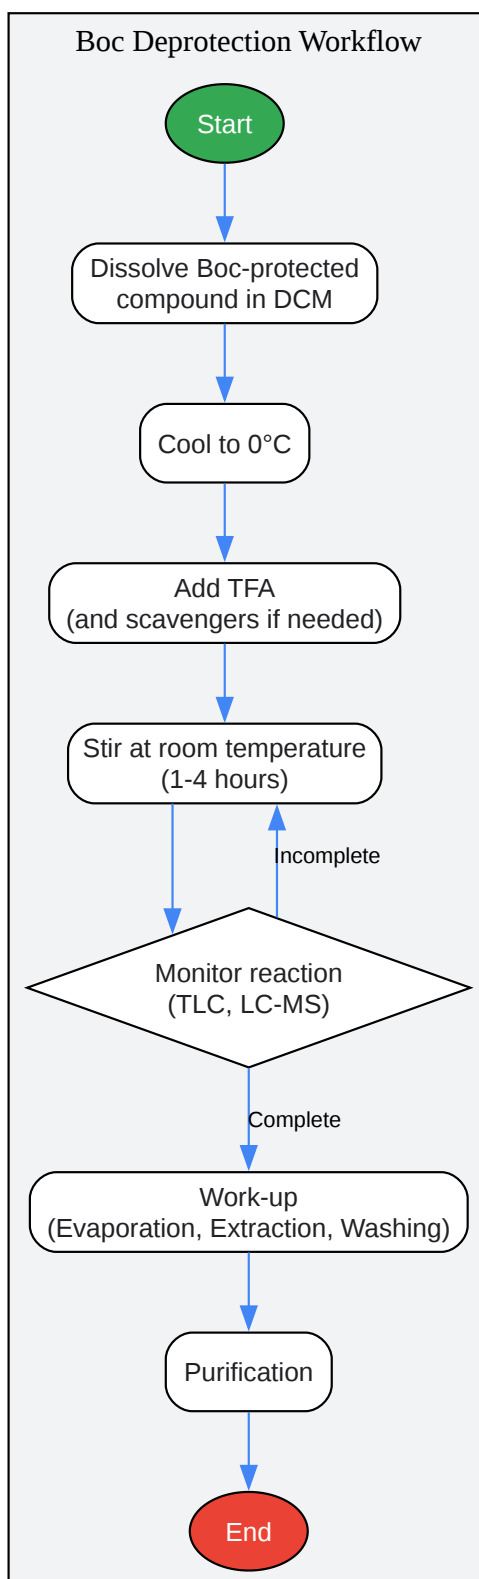 Boc Deprotection Workflow
Start
Dissolve Boc-protected
compound in DCM
Cool to 0°C
Add TFA
(and scavengers if needed)
Stir at room temperature
(1-4 hours)
Incomplete
Monitor reaction
(TLC, LC-MS)
Complete
Work-up
(Evaporation, Extraction, Washing)
Purification
End